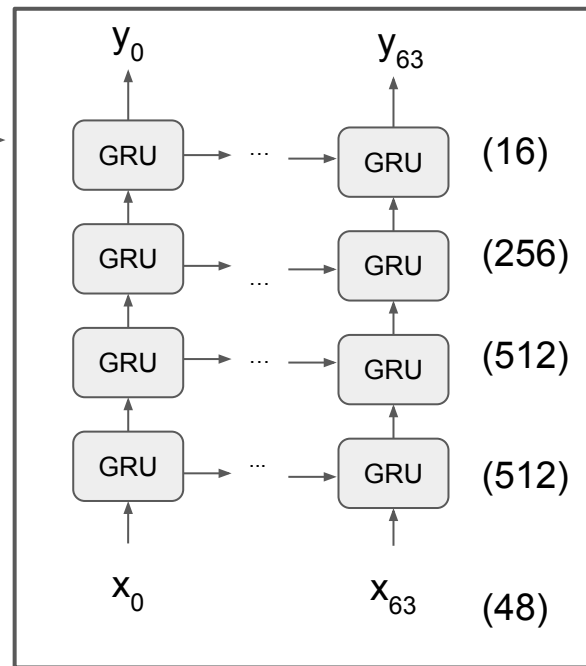 y0 y63
GRU ... GRU (16)
GRU ... GRU (256)
GRU ... GRU (512)
GRU ... GRU (512)
x0 x63 (48)